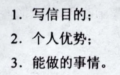 1. 写信目的；
2. 个人优势；
3. 能做的事情。